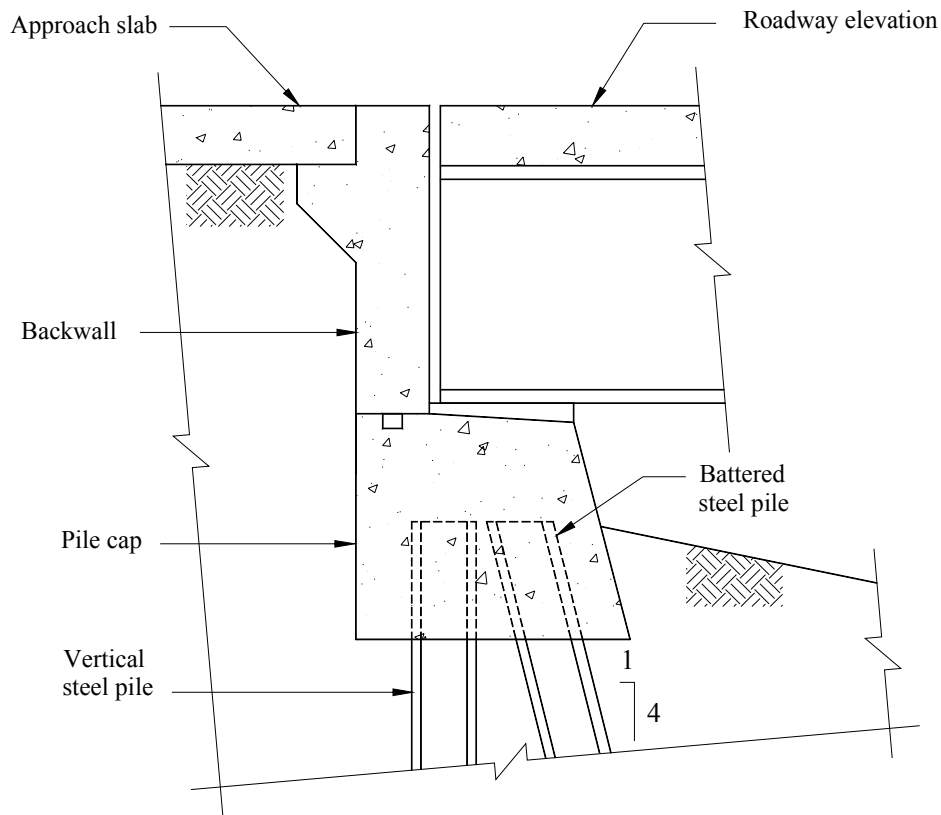 Approach slab
Roadway elevation
Backwall
Battered
steel pile
Pile cap
Vertical
steel pile
1
4